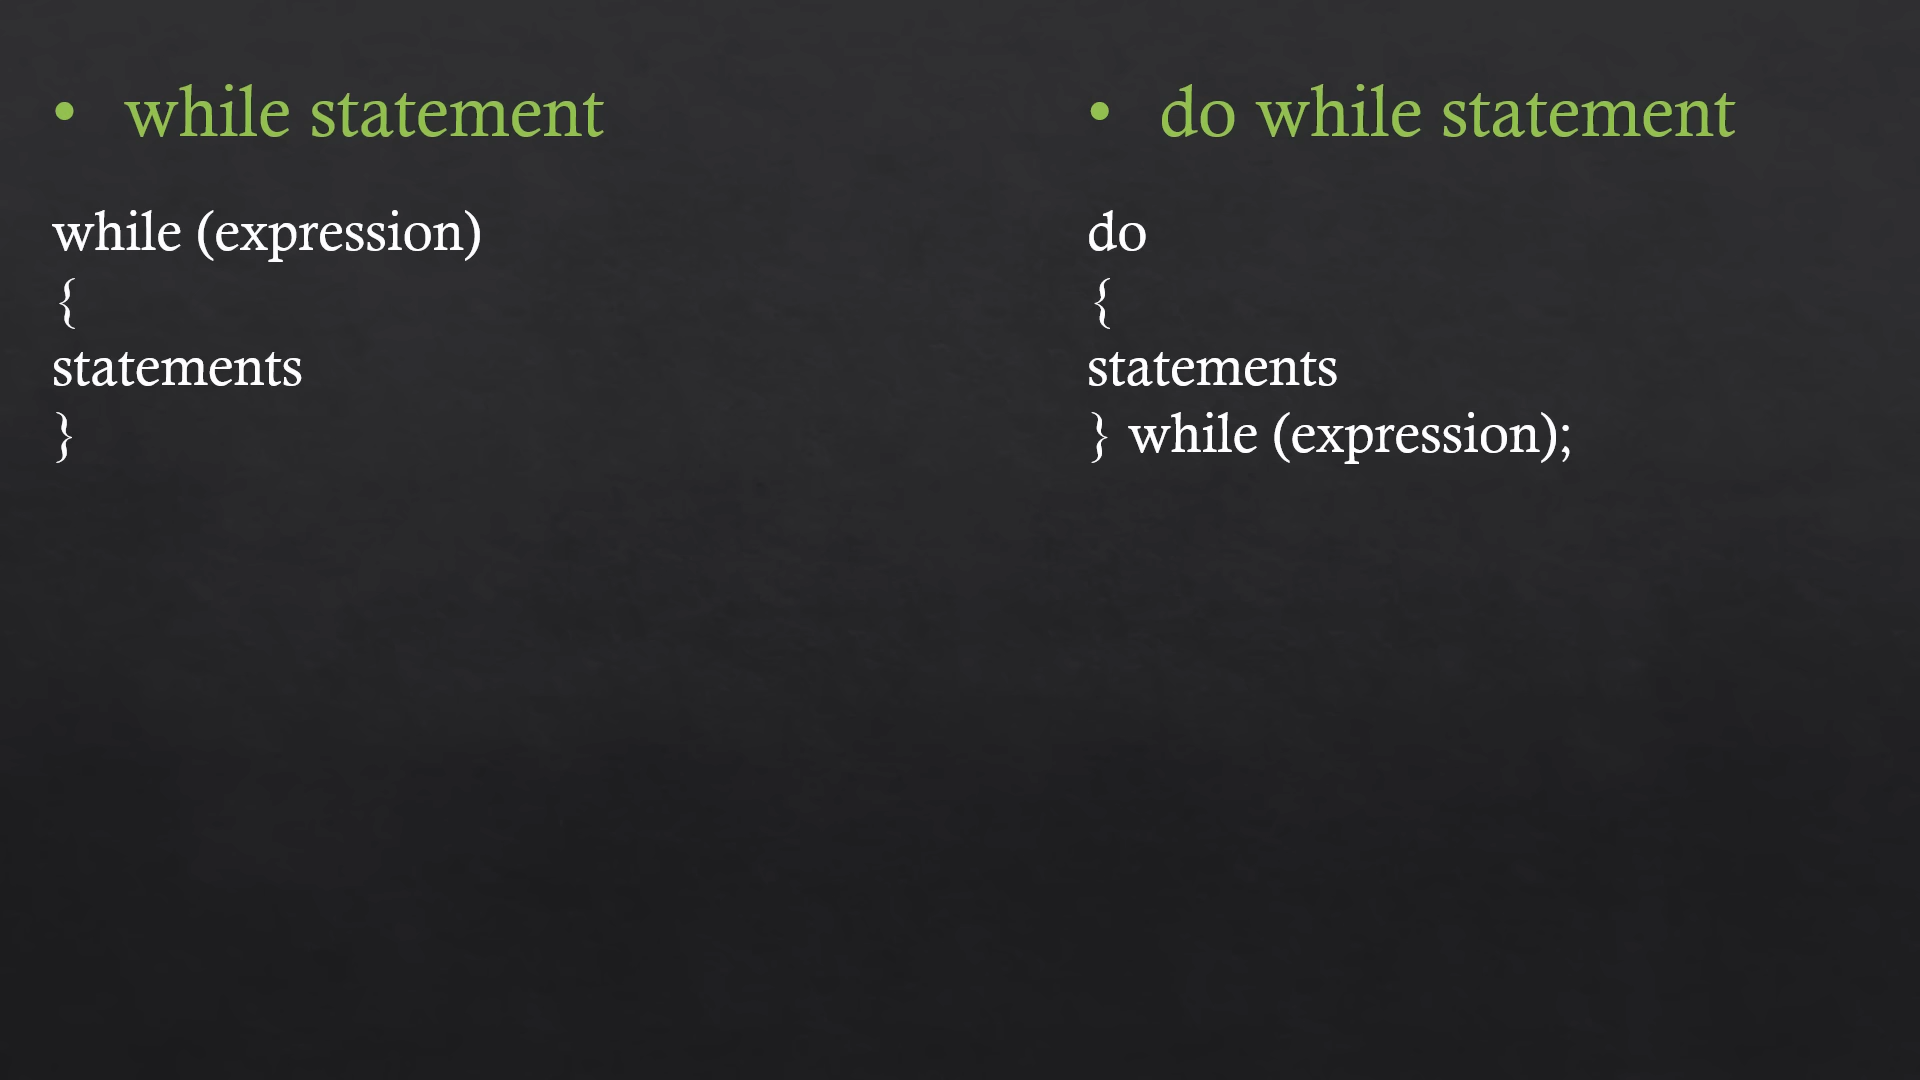 • while statement
while (expression)
{
statements
}
• do while statement
do
{
statements
} while (expression);